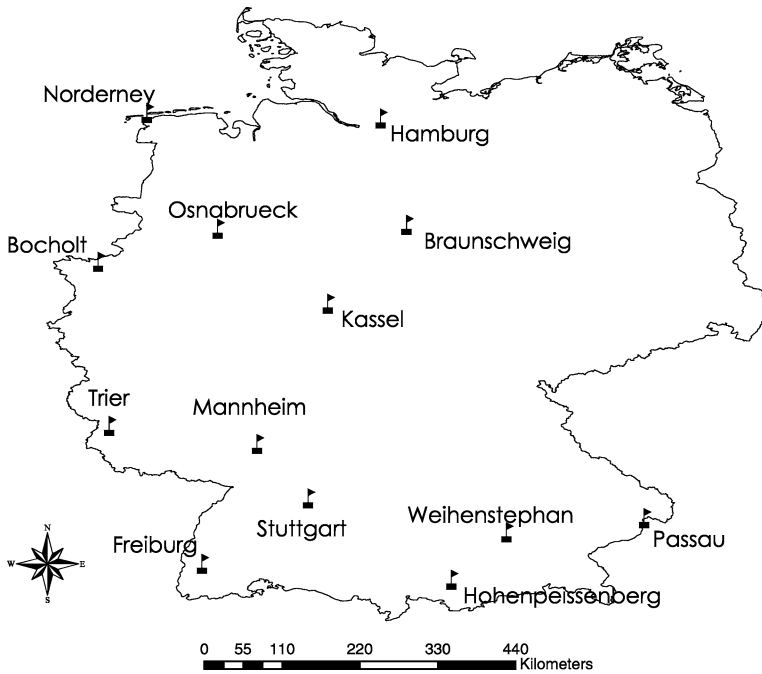 Norderney
Hamburg
Osnabrueck
Braunschweig
Bocholt
Kassel
Trier
Mannheim
Weihenstephan
Stuttgart
Passau
Freiburg
Hohenpeissenberg
N
W E
S
0 55 110 220 330 440
Kilometers